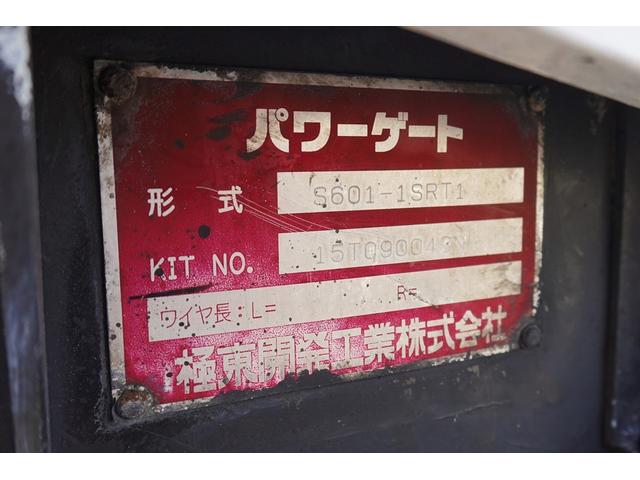 パワーゲート
形式 S601-1SRT1
KIT NO. 15T090043N
ワイヤ長:L= R=
極東開発工業株式会社